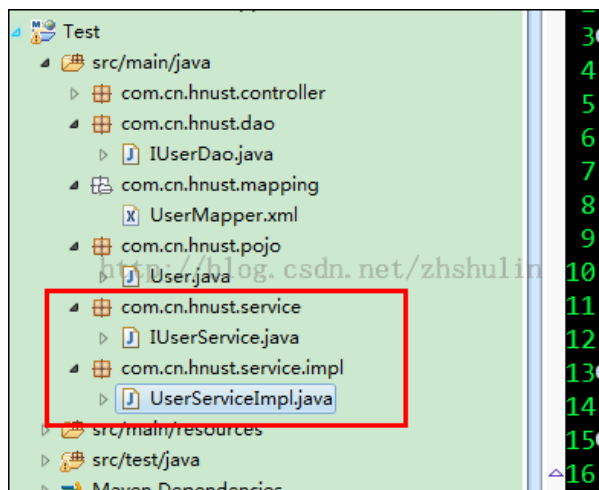 Test
src/main/java
com.cn.hnust.controller
com.cn.hnust.dao
IUserDao.java
com.cn.hnust.mapping
UserMapper.xml
com.cn.hnust.pojo
http://blog.csdn.net/zhshulin
User.java
com.cn.hnust.service
IUserService.java
com.cn.hnust.service.impl
UserServiceImpl.java
src/main/resources
src/test/java
Maven Dependencies
3
4
5
6
7
8
9
10
11
12
13
14
15
16